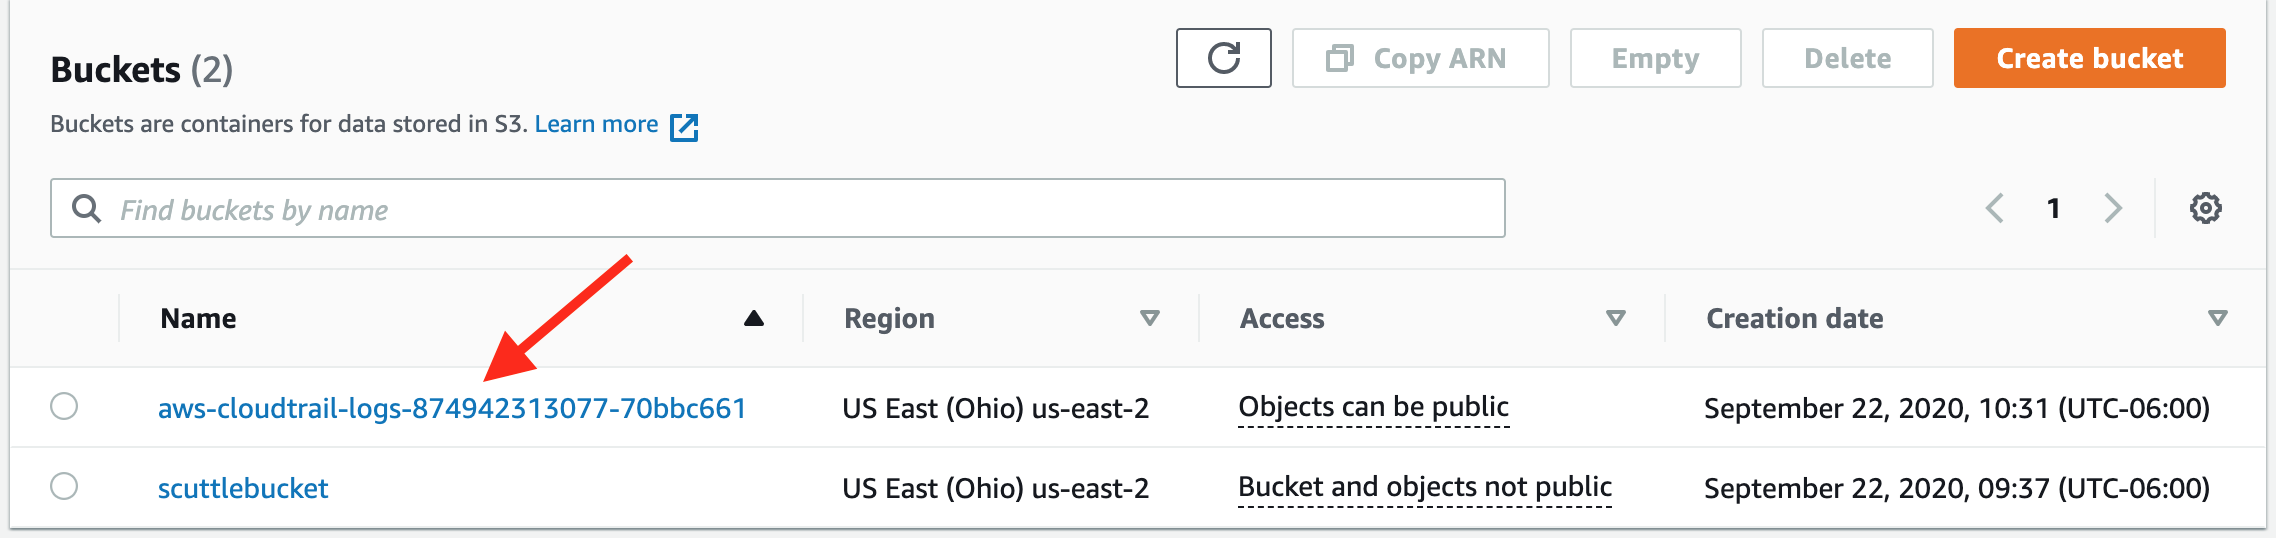 Buckets (2)
Copy ARN
Empty
Delete
Create bucket
Buckets are containers for data stored in S3. Learn more
Find buckets by name
1
Name Region Access Creation date
aws-cloudtrail-logs-874942313077-70bbc661 US East (Ohio) us-east-2 Objects can be public September 22, 2020, 10:31 (UTC-06:00)
scuttlebucket US East (Ohio) us-east-2 Bucket and objects not public September 22, 2020, 09:37 (UTC-06:00)